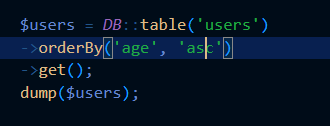 $users = DB::table('users')
->orderBy('age', 'asc')
->get();
dump($users);